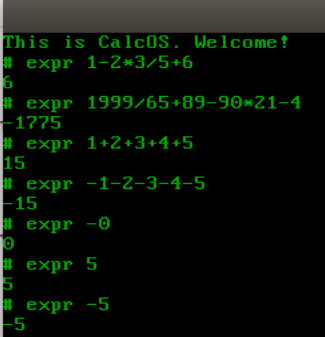 This is CalcOS. Welcome!
# expr 1-2*3/5+6
6
# expr 1999/65+89-90*21-4
-1775
# expr 1+2+3+4+5
15
# expr -1-2-3-4-5
-15
# expr -0
0
# expr 5
5
# expr -5
-5